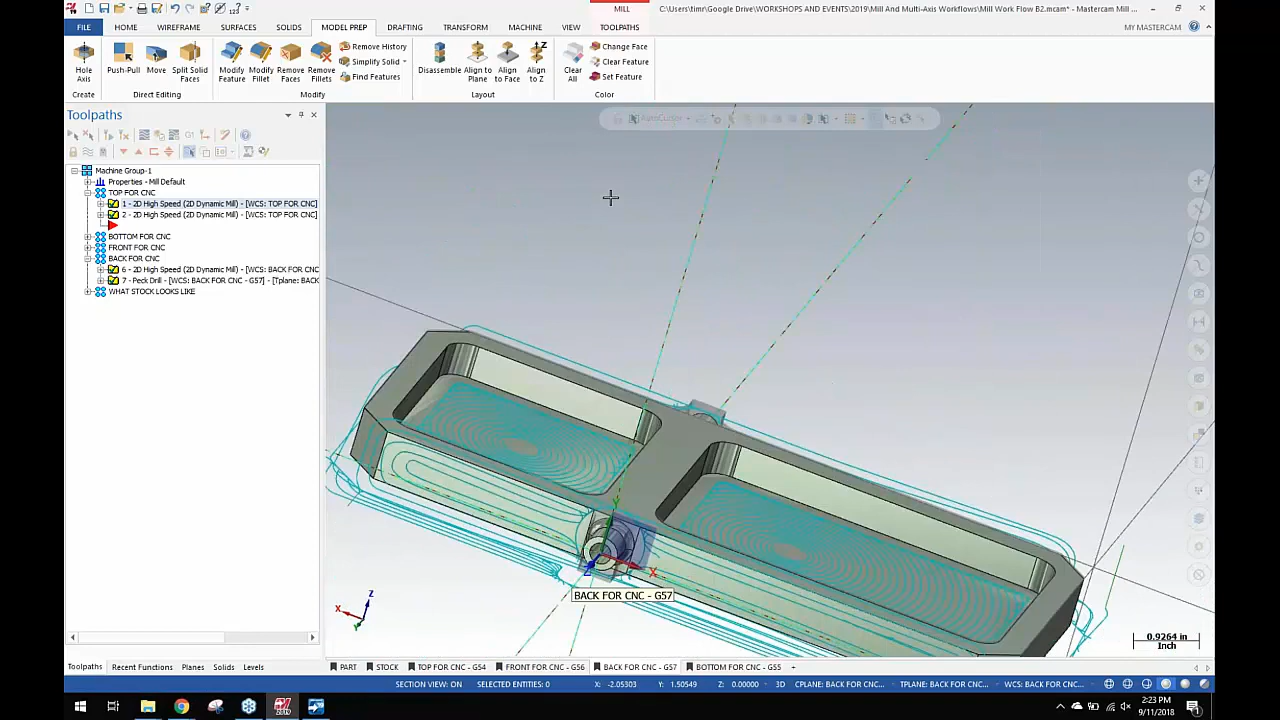 MILL
C:\Users\timr\Google Drive\WORKSHOPS AND EVENTS\2019\Mill And Multi-Axis Workflows\Mill Work Flow B2.mcam* - Mastercam Mill ...
FILE HOME WIREFRAME SURFACES SOLIDS MODEL PREP DRAFTING TRANSFORM MACHINE VIEW TOOLPATHS MY MASTERCAM
Hole Axis
Push-Pull
Move
Split Solid Faces
Modify Feature
Modify Fillet
Remove Faces
Remove Fillets
Remove History
Simplify Solid
Find Features
Disassemble
Align to Plane
Align to Face
Align to Z
Clear All
Change Face
Clear Feature
Set Feature
Create Direct Editing Modify Layout Color
Toolpaths
AutoCursor
Machine Group-1
Properties - Mill Default
TOP FOR CNC
1 - 2D High Speed (2D Dynamic Mill) - [WCS: TOP FOR CNC]
2 - 2D High Speed (2D Dynamic Mill) - [WCS: TOP FOR CNC]
BOTTOM FOR CNC
FRONT FOR CNC
BACK FOR CNC
6 - 2D High Speed (2D Dynamic Mill) - [WCS: BACK FOR CNC
7 - Peck Drill - [WCS: BACK FOR CNC - G57] - [Tplane: BACK
WHAT STOCK LOOKS LIKE
Y
X
Z
BACK FOR CNC - G57
Z
X
Y
0.9264 in
Inch
Toolpaths Recent Functions Planes Solids Levels
PART STOCK TOP FOR CNC - G54 FRONT FOR CNC - G56 BACK FOR CNC - G57 BOTTOM FOR CNC - G55 +
SECTION VIEW: ON SELECTED ENTITIES: 0 X: -2.05303 Y: 1.50549 Z: 0.00000 3D CPLANE: BACK FOR CNC... TPLANE: BACK FOR CNC... WCS: BACK FOR CNC...
2:23 PM
9/11/2018